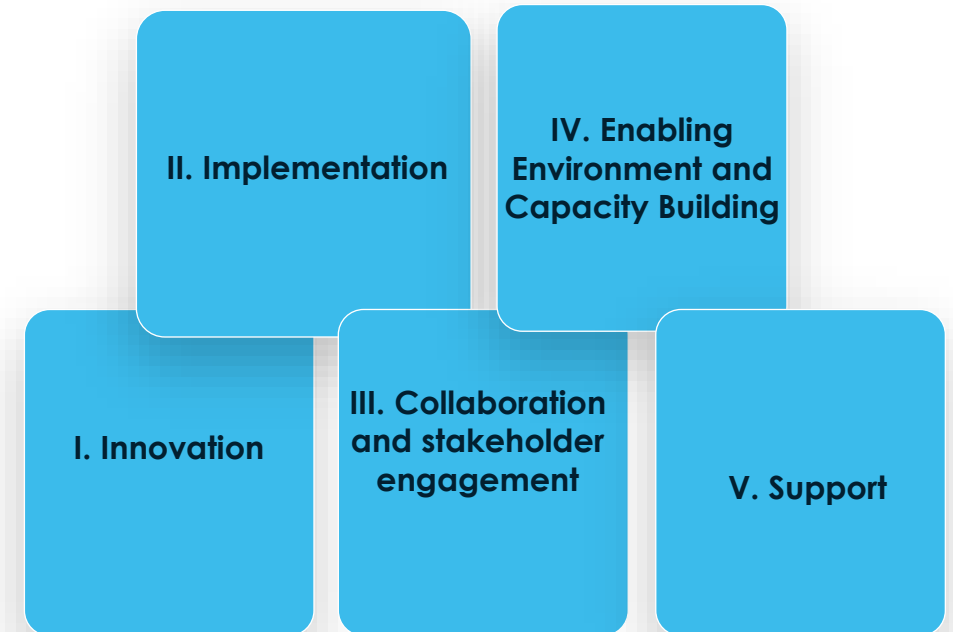 II. Implementation
IV. Enabling
Environment and
Capacity Building
I. Innovation
III. Collaboration
and stakeholder
engagement
V. Support